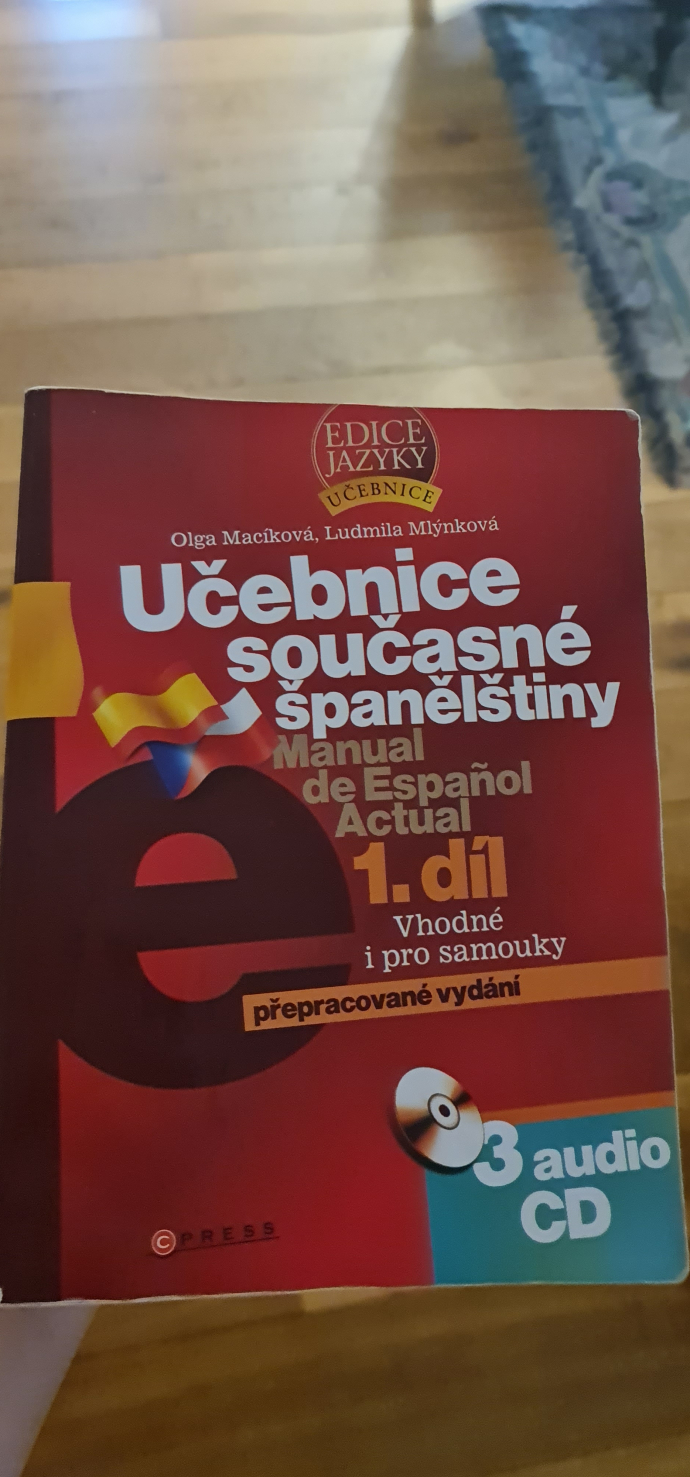 EDICE
JAZYKY
UČEBNICE
Olga Macíková, Ludmila Mlýnková
Učebnice
současné
španělštiny
Manual
de Español
Actual
1. díl
Vhodné
i pro samouky
přepracované vydání
3 audio
CD
C PRESS